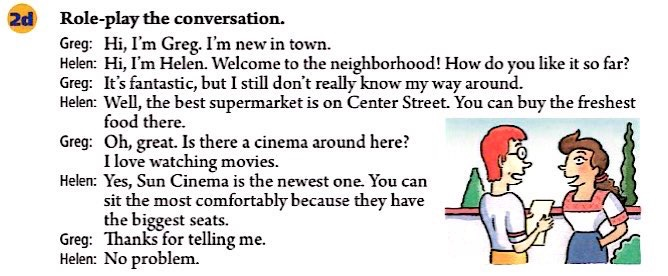 2d Role-play the conversation.
Greg: Hi, I'm Greg. I'm new in town.
Helen: Hi, I'm Helen. Welcome to the neighborhood! How do you like it so far?
Greg: It's fantastic, but I still don't really know my way around.
Helen: Well, the best supermarket is on Center Street. You can buy the freshest
food there.
Greg: Oh, great. Is there a cinema around here?
I love watching movies.
Helen: Yes, Sun Cinema is the newest one. You can
sit the most comfortably because they have
the biggest seats.
Greg: Thanks for telling me.
Helen: No problem.